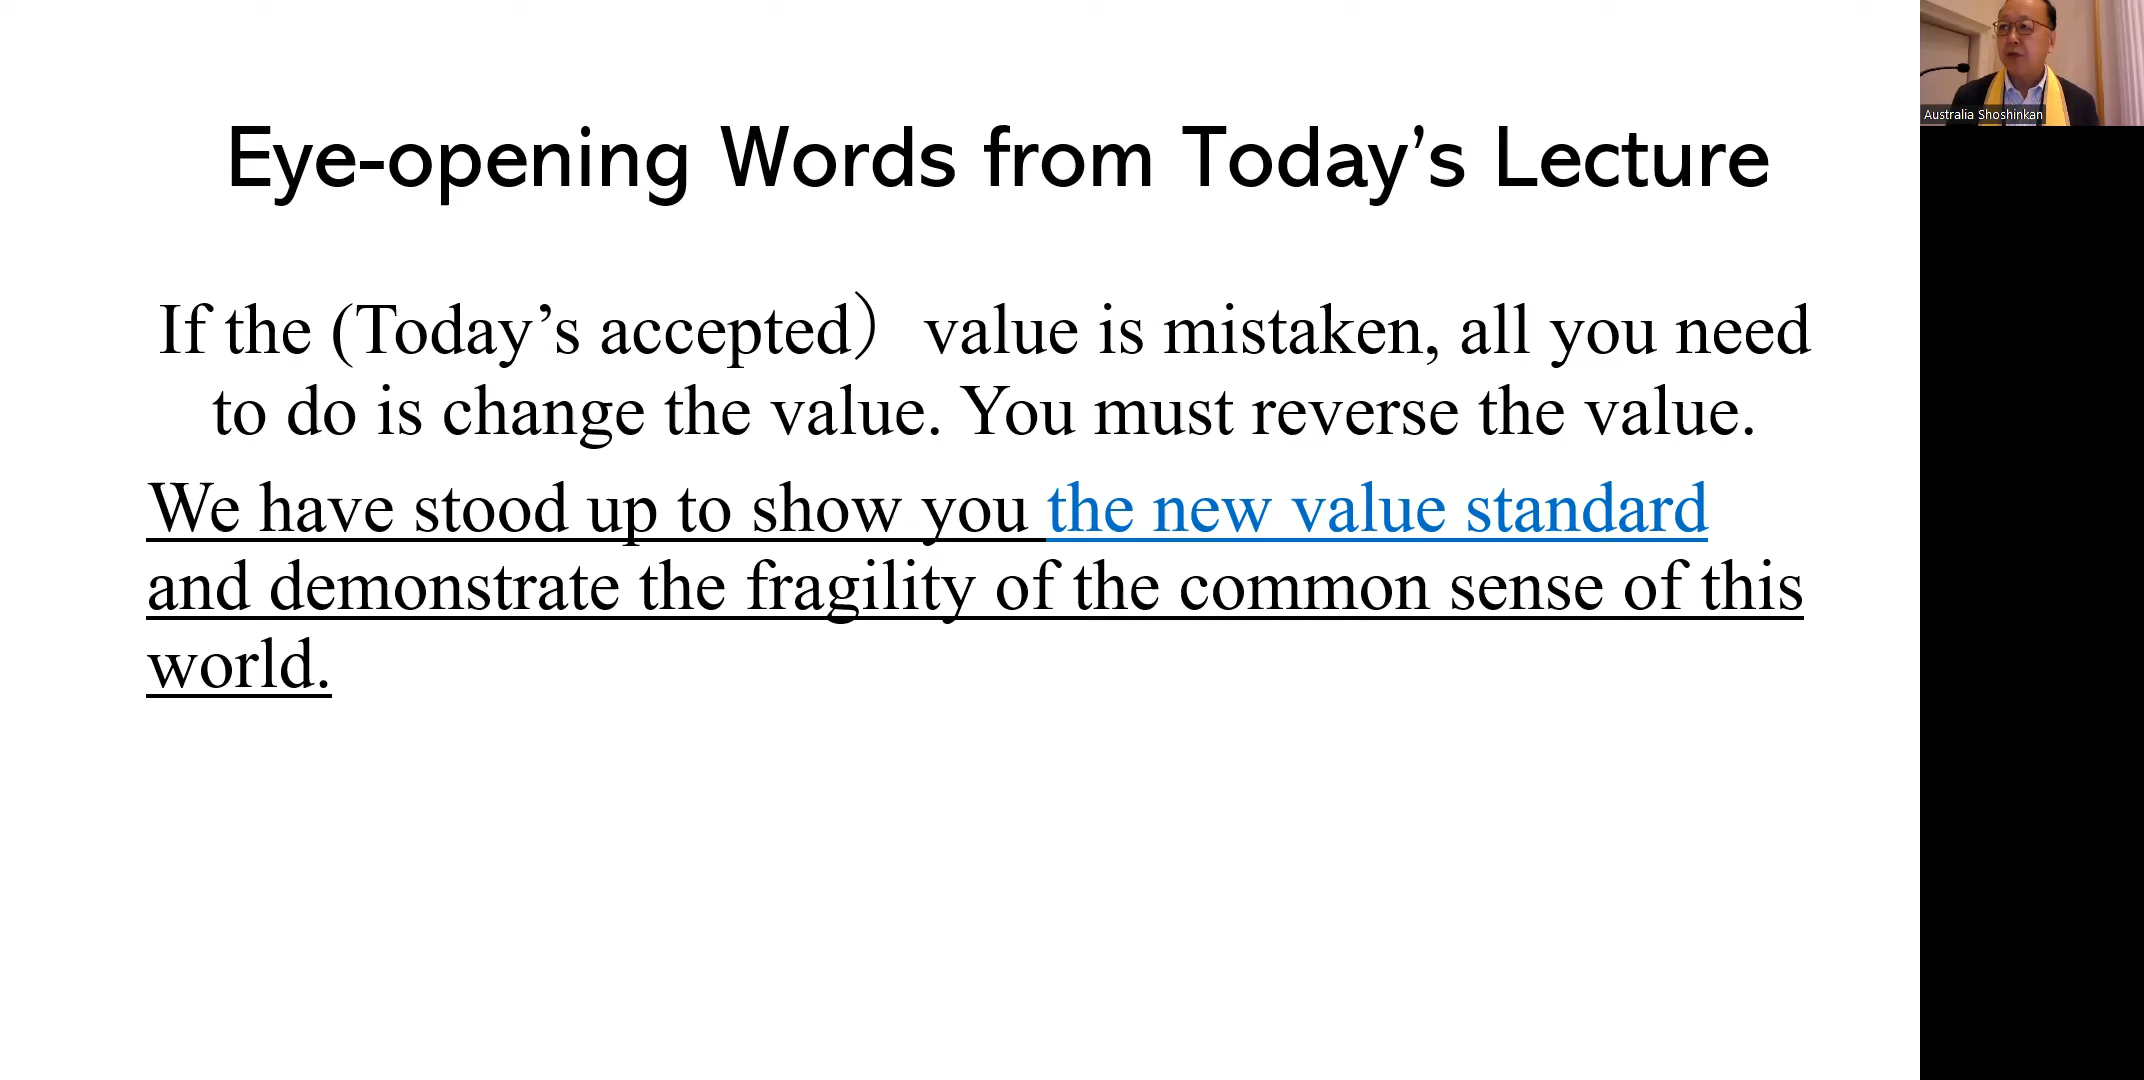 Eye-opening Words from Today’s Lecture
If the (Today’s accepted） value is mistaken, all you need
to do is change the value. You must reverse the value.
We have stood up to show you the new value standard
and demonstrate the fragility of the common sense of this
world.
Australia Shoshinkan